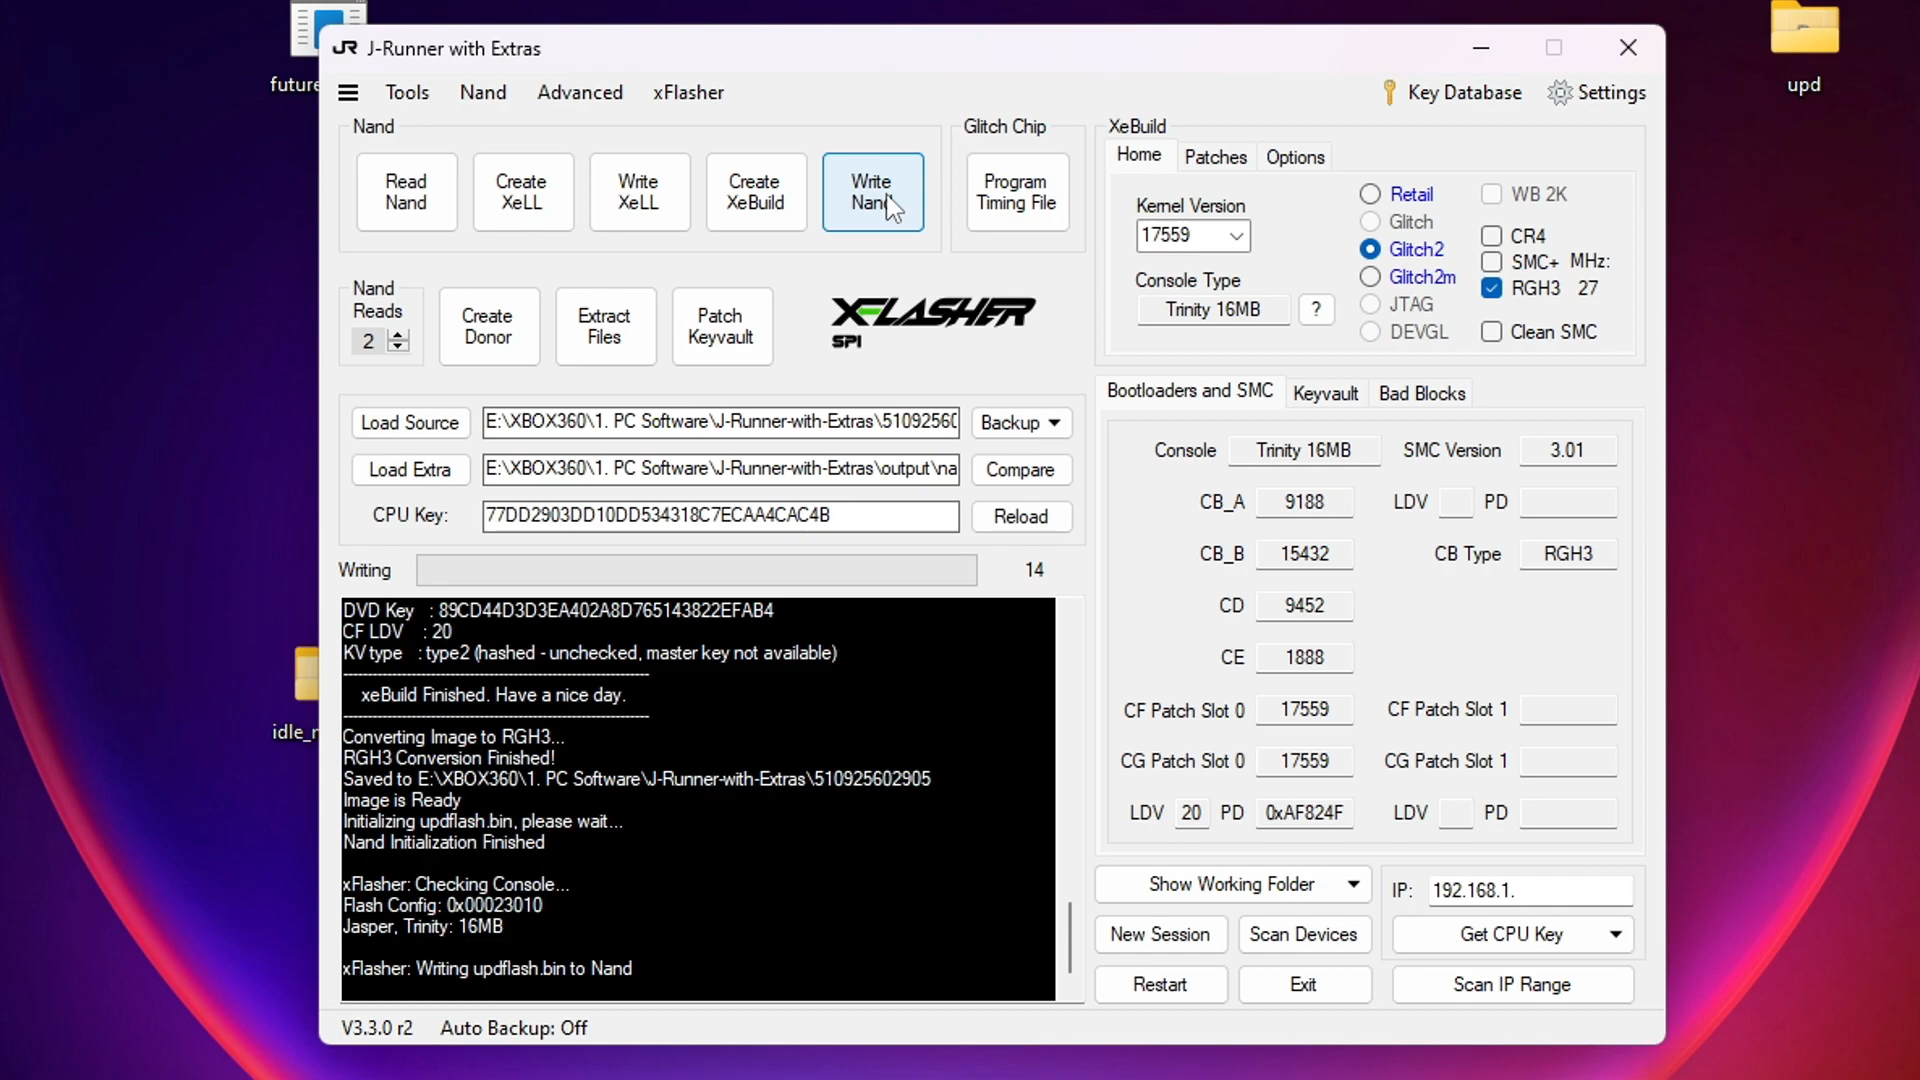 future
upd
idle_r
JR J-Runner with Extras
Tools Nand Advanced xFlasher Key Database Settings
Nand
Read
Nand
Create
XeLL
Write
XeLL
Create
XeBuild
Write
Nand
Glitch Chip
Program
Timing File
Nand
Reads
2
Create
Donor
Extract
Files
Patch
Keyvault
X-FLASHER
SPI
Load Source E:\XBOX360\1. PC Software\J-Runner-with-Extras\5109256 Backup
Load Extra E:\XBOX360\1. PC Software\J-Runner-with-Extras\output\na Compare
CPU Key: 77DD2903DD10DD534318C7ECAA4CAC4B Reload
Writing 14
DVD Key : 89CD44D3D3EA402A8D765143822EFAB4
CF LDV : 20
KV type : type2 (hashed - unchecked, master key not available)
---------------------------------------------------------------
xeBuild Finished. Have a nice day.
---------------------------------------------------------------
Converting Image to RGH3...
RGH3 Conversion Finished!
Saved to E:\XBOX360\1. PC Software\J-Runner-with-Extras\510925602905
Image is Ready
Initializing updflash.bin, please wait...
Nand Initialization Finished
xFlasher: Checking Console...
Flash Config: 0x00023010
Jasper, Trinity: 16MB
xFlasher: Writing updflash.bin to Nand
V3.3.0 r2 Auto Backup: Off
XeBuild
Home Patches Options
Kernel Version
17559
Console Type
Trinity 16MB ?
Retail
Glitch
Glitch2
Glitch2m
JTAG
DEVGL
WB 2K
CR4
SMC+ MHz:
RGH3 27
Clean SMC
Bootloaders and SMC Keyvault Bad Blocks
Console Trinity 16MB SMC Version 3.01
CB_A 9188 LDV PD
CB_B 15432 CB Type RGH3
CD 9452
CE 1888
CF Patch Slot 0 17559 CF Patch Slot 1
CG Patch Slot 0 17559 CG Patch Slot 1
LDV 20 PD 0xAF824F LDV PD
Show Working Folder IP: 192.168.1.
New Session Scan Devices Get CPU Key
Restart Exit Scan IP Range